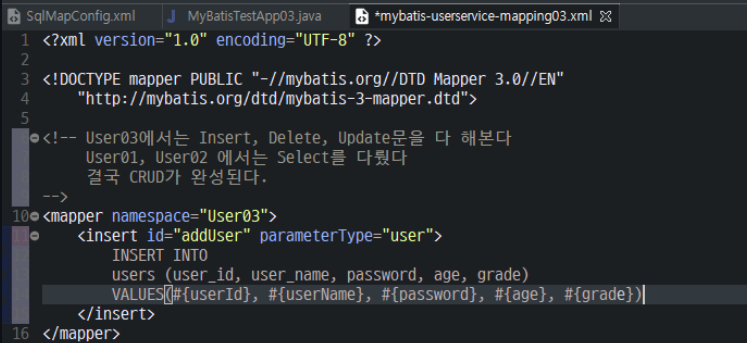 SqlMapConfig.xml MyBatisTestApp03.java *mybatis-userservice-mapping03.xml
1 <?xml version="1.0" encoding="UTF-8" ?>
2
3 <!DOCTYPE mapper PUBLIC "-//mybatis.org//DTD Mapper 3.0//EN"
4 "http://mybatis.org/dtd/mybatis-3-mapper.dtd">
5
6 <!-- User03에서는 Insert, Delete, Update문을 다 해본다
7 User01, User02 에서는 Select를 다뤘다
8 결국 CRUD가 완성된다.
9 -->
10 <mapper namespace="User03">
11 <insert id="addUser" parameterType="user">
12 INSERT INTO
13 users (user_id, user_name, password, age, grade)
14 VALUES(#{userId}, #{userName}, #{password}, #{age}, #{grade})
15 </insert>
16 </mapper>